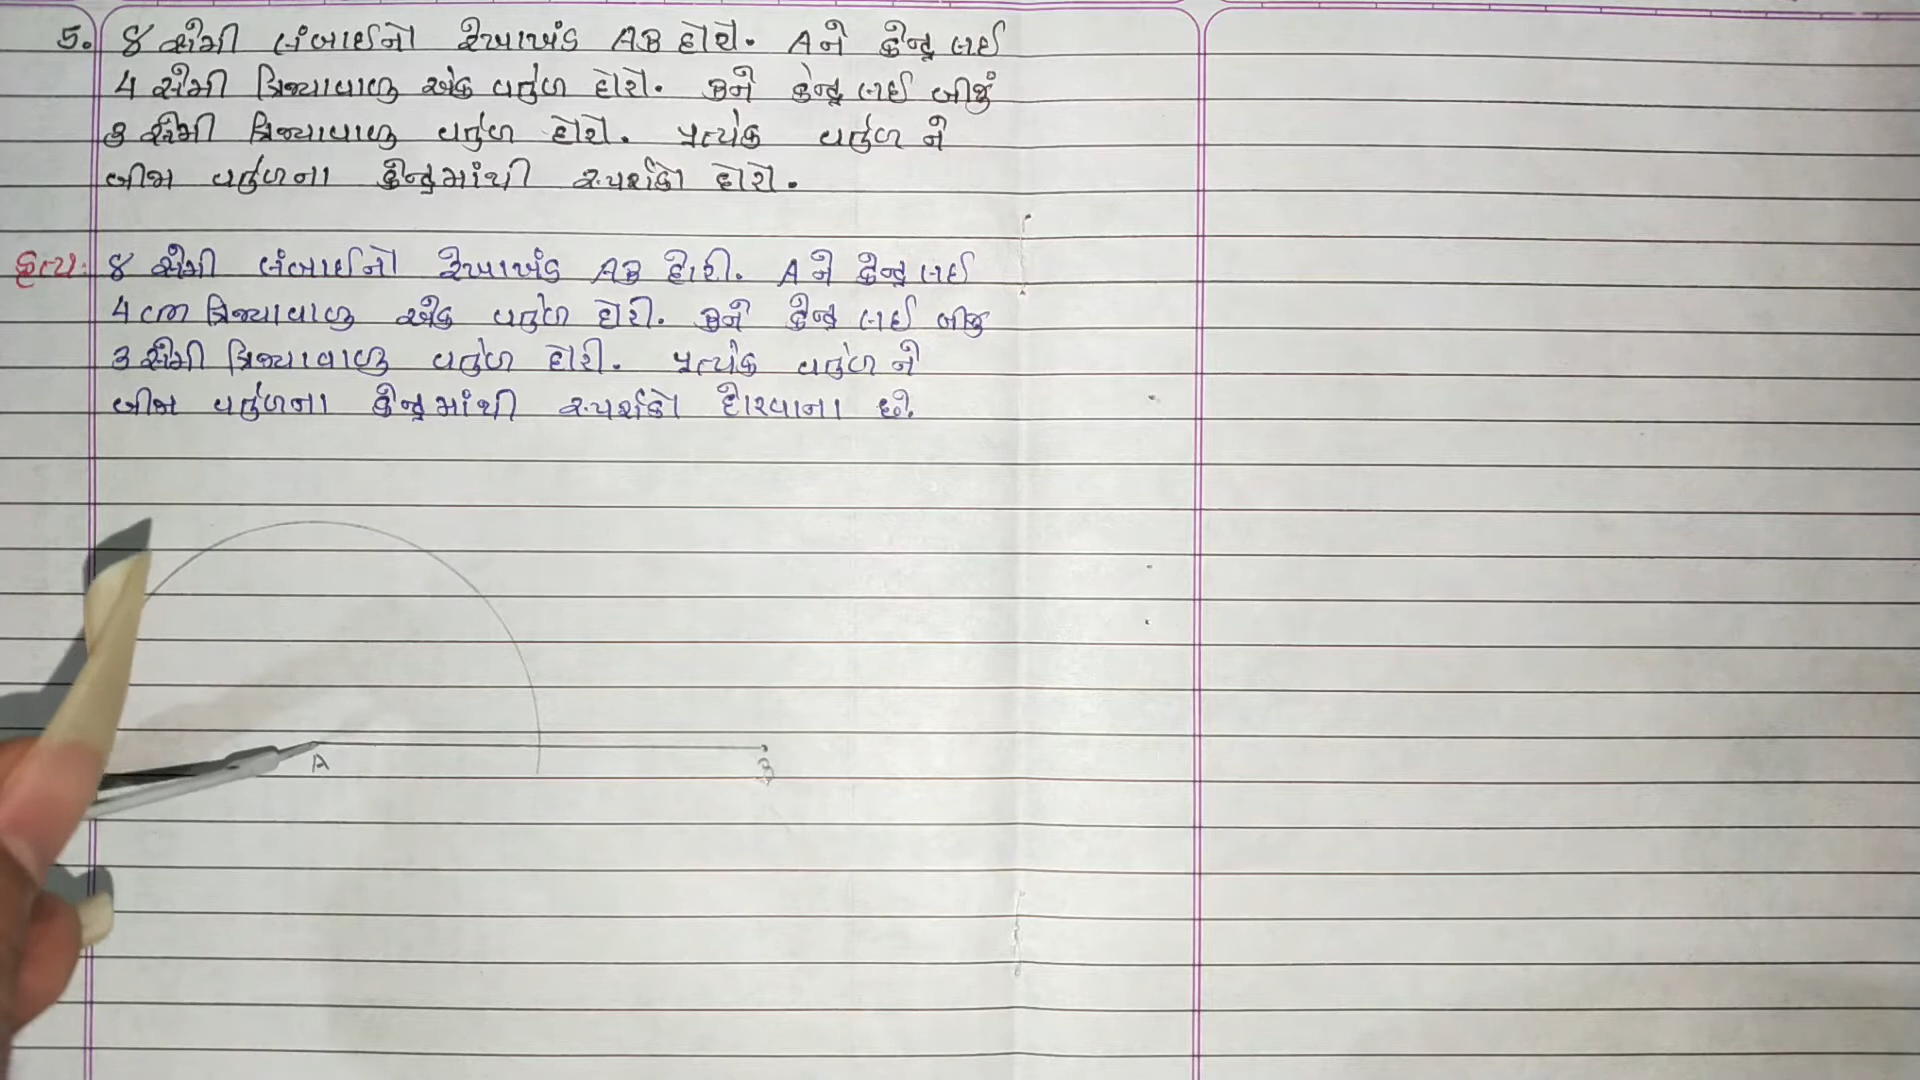 5. 8 સેમી લંબાઈનો રેખાખંડ AB દોરો. A ને કેન્દ્ર લઈ
4 સેમી ત્રિજ્યાવાળુ એક વર્તુળ દોરો. B ને કેન્દ્ર લઈ બીજું
3 સેમી ત્રિજ્યાવાળુ વર્તુળ દોરો. પ્રત્યેક વર્તુળ ને
બીજા વર્તુળના કેન્દ્રમાંથી સ્પર્શકો દોરો.
કૃત્ય: 8 સેમી લંબાઈનો રેખાખંડ AB દોરી. A ને કેન્દ્ર લઈ
4 cm ત્રિજ્યાવાળુ એક વર્તુળ દોરી. B ને કેન્દ્ર લઈ બીજુ
3 સેમી ત્રિજ્યાવાળુ વર્તુળ દોરી. પ્રત્યેક વર્તુળ ને
બીજા વર્તુળના કેન્દ્રમાંથી સ્પર્શકો દોરવાના છે.
A
B